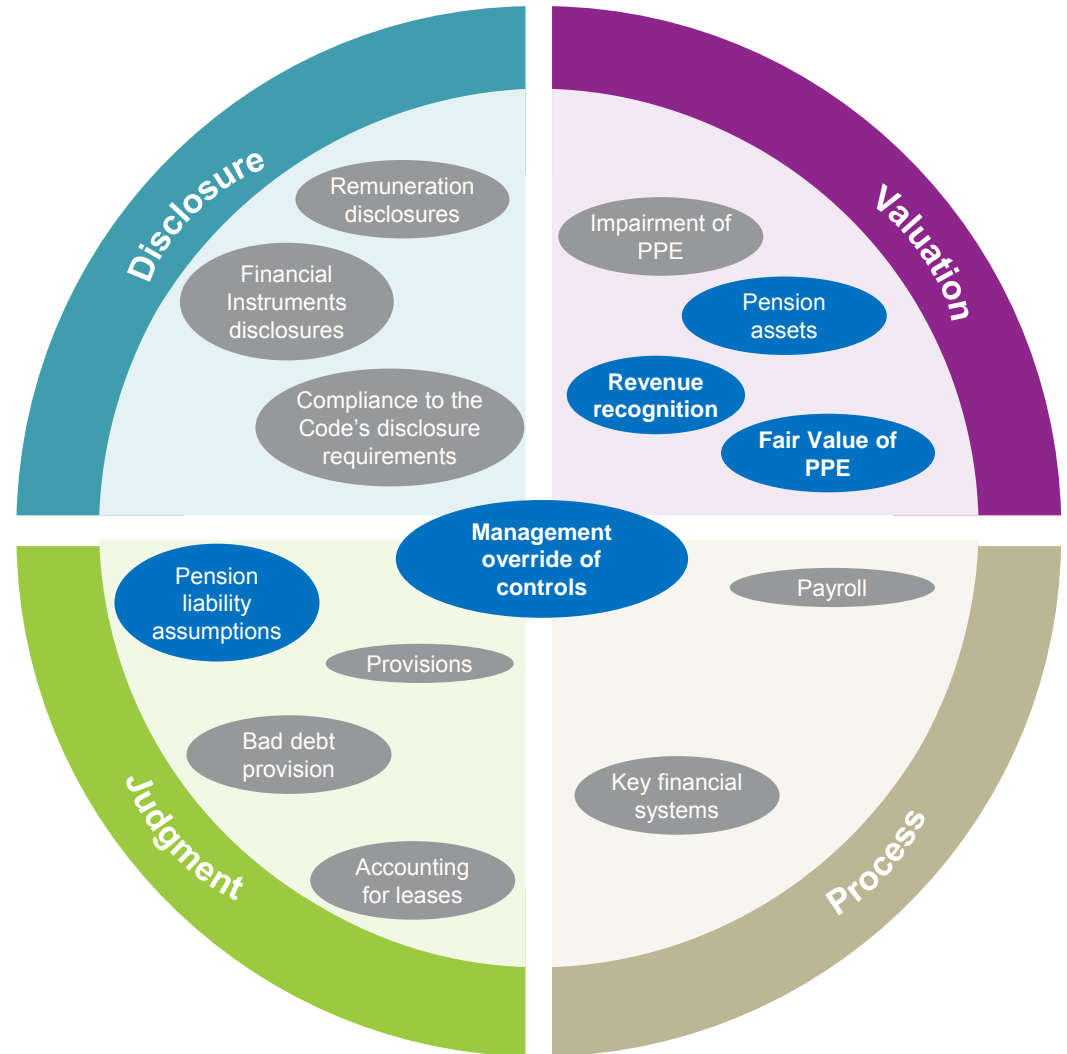 Disclosure
Remuneration
disclosures
Financial
Instruments
disclosures
Compliance to the
Code's disclosure
requirements
Valuation
Impairment of
PPE
Pension
assets
Revenue
recognition
Fair Value of
PPE
Management
override of
controls
Judgment
Pension
liability
assumptions
Provisions
Bad debt
provision
Accounting
for leases
Process
Payroll
Key financial
systems